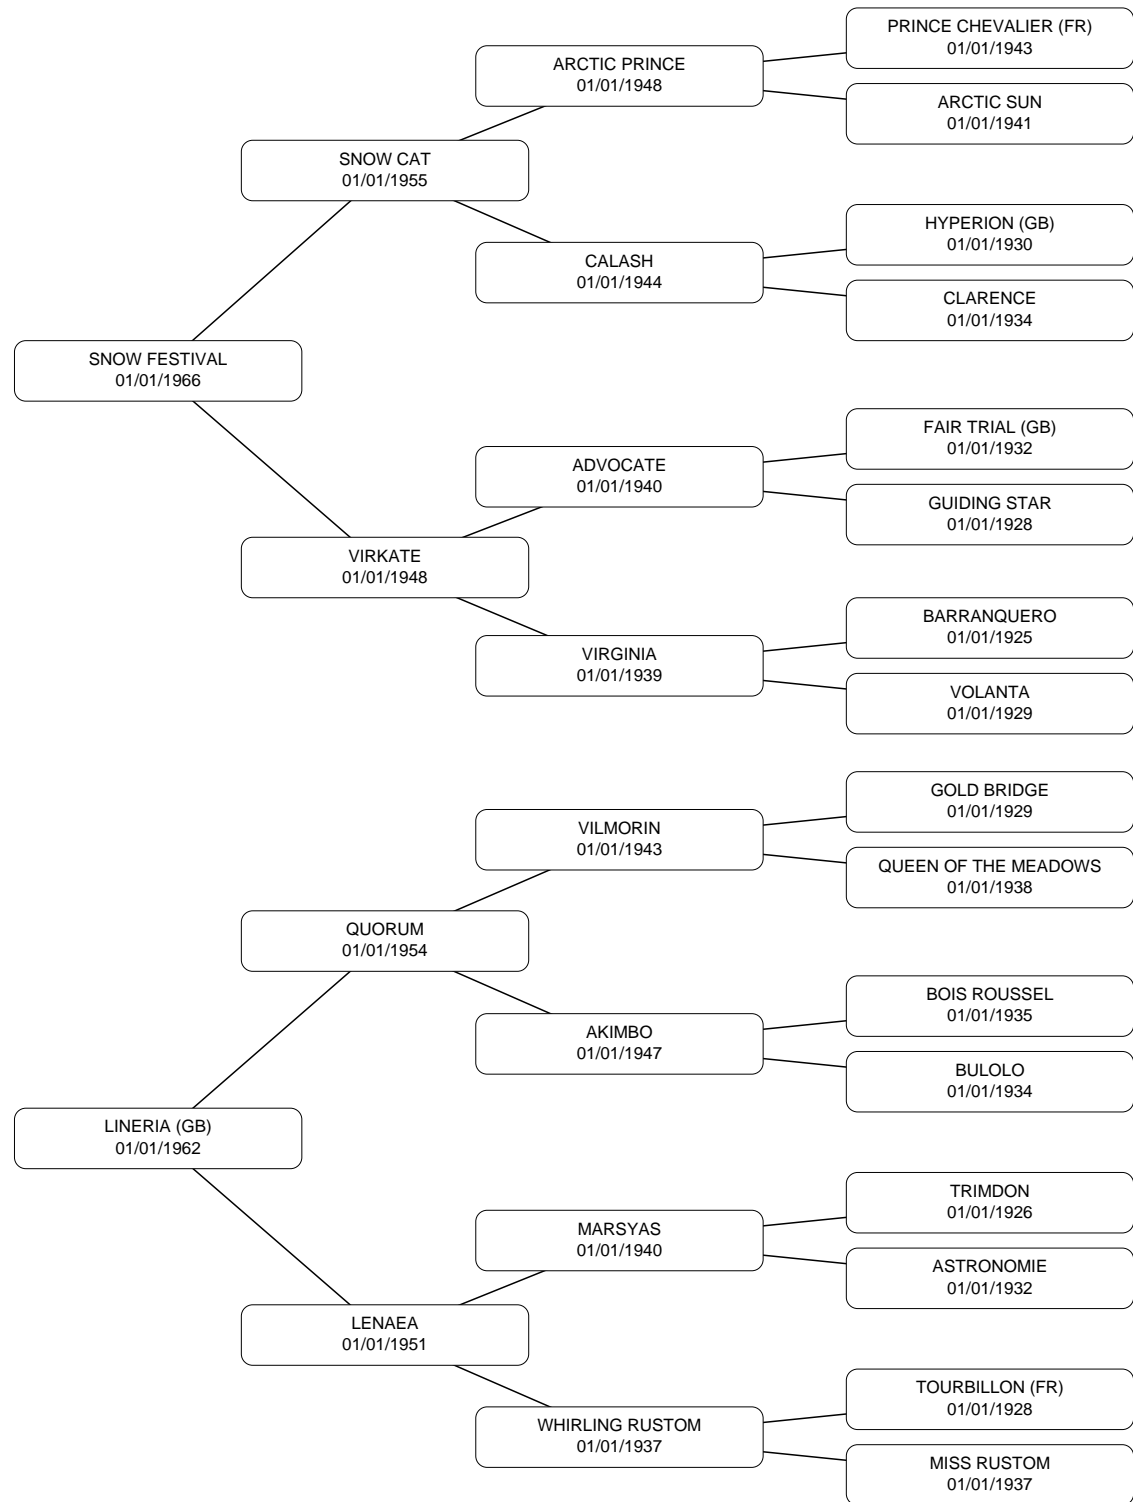 PRINCE CHEVALIER (FR)
01/01/1943
ARCTIC PRINCE
01/01/1948
ARCTIC SUN
01/01/1941
SNOW CAT
01/01/1955
HYPERION (GB)
01/01/1930
CALASH
01/01/1944
CLARENCE
01/01/1934
SNOW FESTIVAL
01/01/1966
FAIR TRIAL (GB)
01/01/1932
ADVOCATE
01/01/1940
GUIDING STAR
01/01/1928
VIRKATE
01/01/1948
BARRANQUERO
01/01/1925
VIRGINIA
01/01/1939
VOLANTA
01/01/1929
GOLD BRIDGE
01/01/1929
VILMORIN
01/01/1943
QUEEN OF THE MEADOWS
01/01/1938
QUORUM
01/01/1954
BOIS ROUSSEL
01/01/1935
AKIMBO
01/01/1947
BULOLO
01/01/1934
LINERIA (GB)
01/01/1962
TRIMDON
01/01/1926
MARSYAS
01/01/1940
ASTRONOMIE
01/01/1932
LENAEA
01/01/1951
TOURBILLON (FR)
01/01/1928
WHIRLING RUSTOM
01/01/1937
MISS RUSTOM
01/01/1937